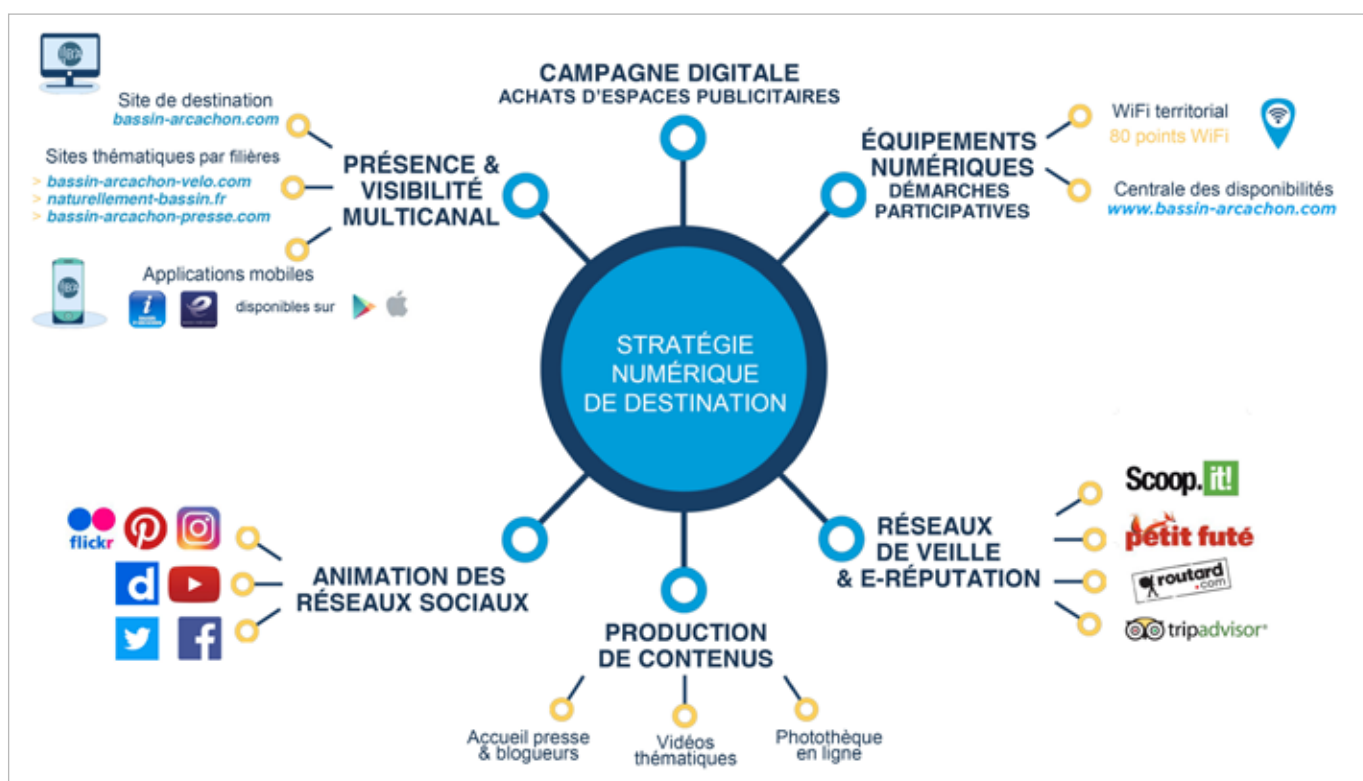 CAMPAGNE DIGITALE
ACHATS D'ESPACES PUBLICITAIRES
Site de destination
bassin-arcachon.com
Sites thématiques par filières
> bassin-arcachon-velo.com
> naturellement-bassin.fr
> bassin-arcachon-presse.com
PRÉSENCE &
VISIBILITÉ
MULTICANAL
Applications mobiles
disponibles sur
ÉQUIPEMENTS
NUMÉRIQUES
DÉMARCHES
PARTICIPATIVES
WiFi territorial
80 points WiFi
Centrale des disponibilités
www.bassin-arcachon.com
STRATÉGIE
NUMÉRIQUE
DE DESTINATION
flickr
ANIMATION DES
RÉSEAUX SOCIAUX
RÉSEAUX
DE VEILLE
& E-RÉPUTATION
Scoop.it!
petit futé
routard
.com
tripadvisor®
PRODUCTION
DE CONTENUS
Accueil presse
& blogueurs
Vidéos
thématiques
Photothèque
en ligne